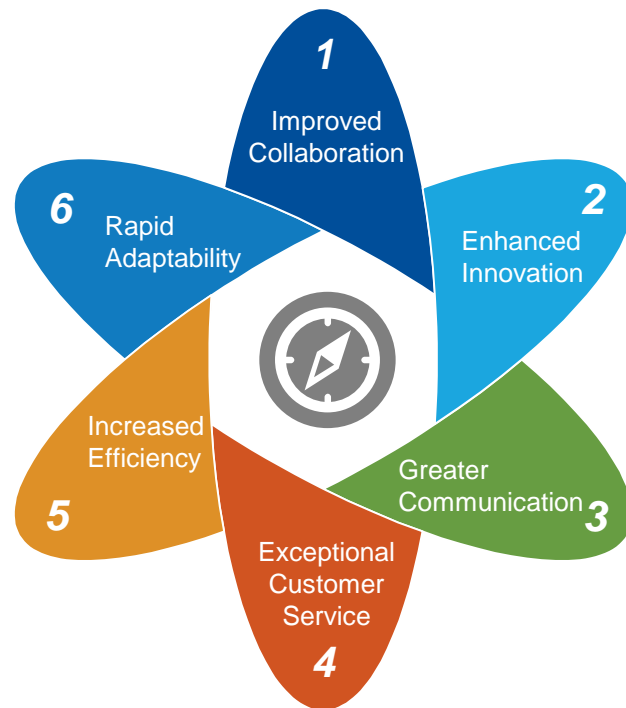 1
Improved
Collaboration
2
Enhanced
Innovation
3
Greater
Communication
4
Exceptional
Customer
Service
5
Increased
Efficiency
6
Rapid
Adaptability